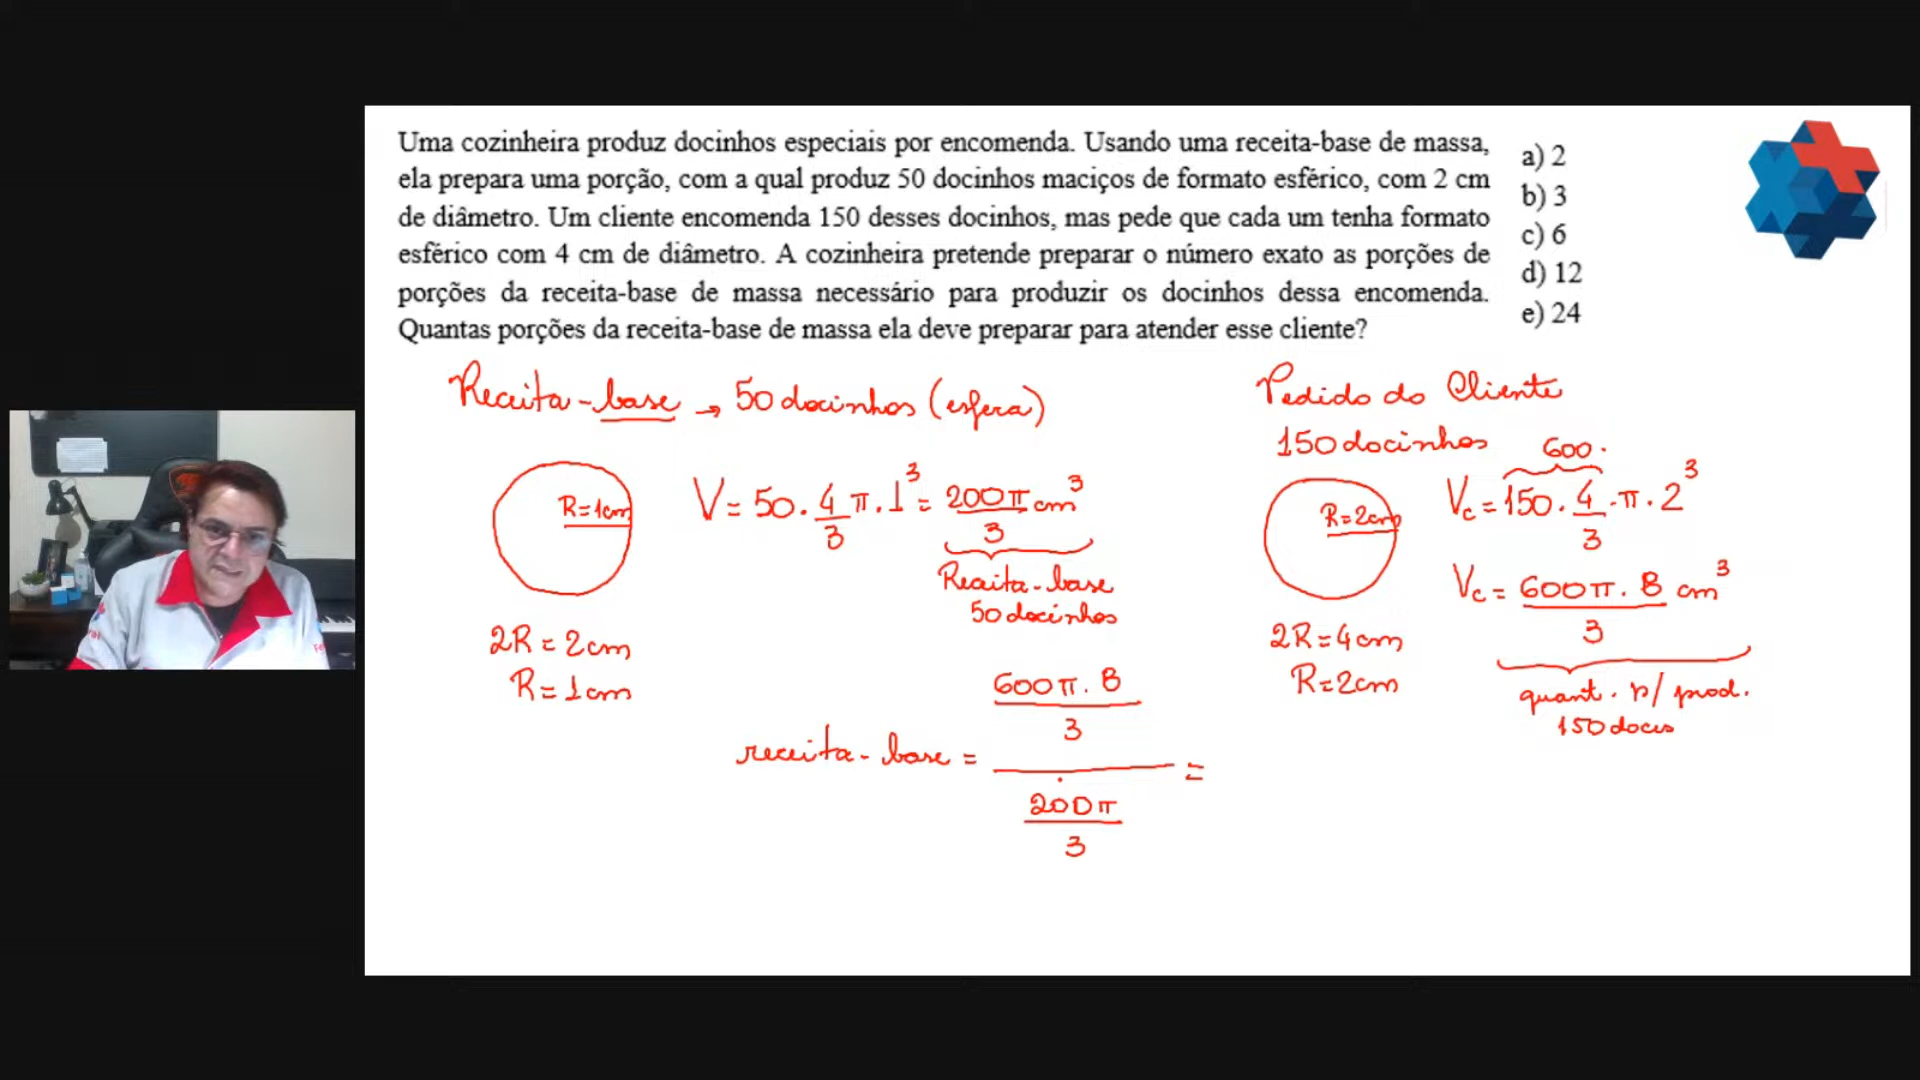 Uma cozinheira produz docinhos especiais por encomenda. Usando uma receita-base de massa,
ela prepara uma porção, com a qual produz 50 docinhos maciços de formato esférico, com 2 cm
de diâmetro. Um cliente encomenda 150 desses docinhos, mas pede que cada um tenha formato
esférico com 4 cm de diâmetro. A cozinheira pretende preparar o número exato as porções de
porções da receita-base de massa necessário para produzir os docinhos dessa encomenda.
Quantas porções da receita-base de massa ela deve preparar para atender esse cliente?
a) 2
b) 3
c) 6
d) 12
e) 24
Receita-base → 50 docinhos (esfera)
R=1cm
2R = 2cm
R = 1cm
V = 50 · 4/3 π · 1³ = 200π/3 cm³
Receita-base
50 docinhos
Pedido do Cliente
150 docinhos
600 ·
R=2cm
2R = 4cm
R = 2cm
Vc = 150 · 4/3 · π · 2³
Vc = 600π · 8/3 cm³
quant. p/ prod.
150 doces
receita-base = 600π · 8/3 / 200π/3 =